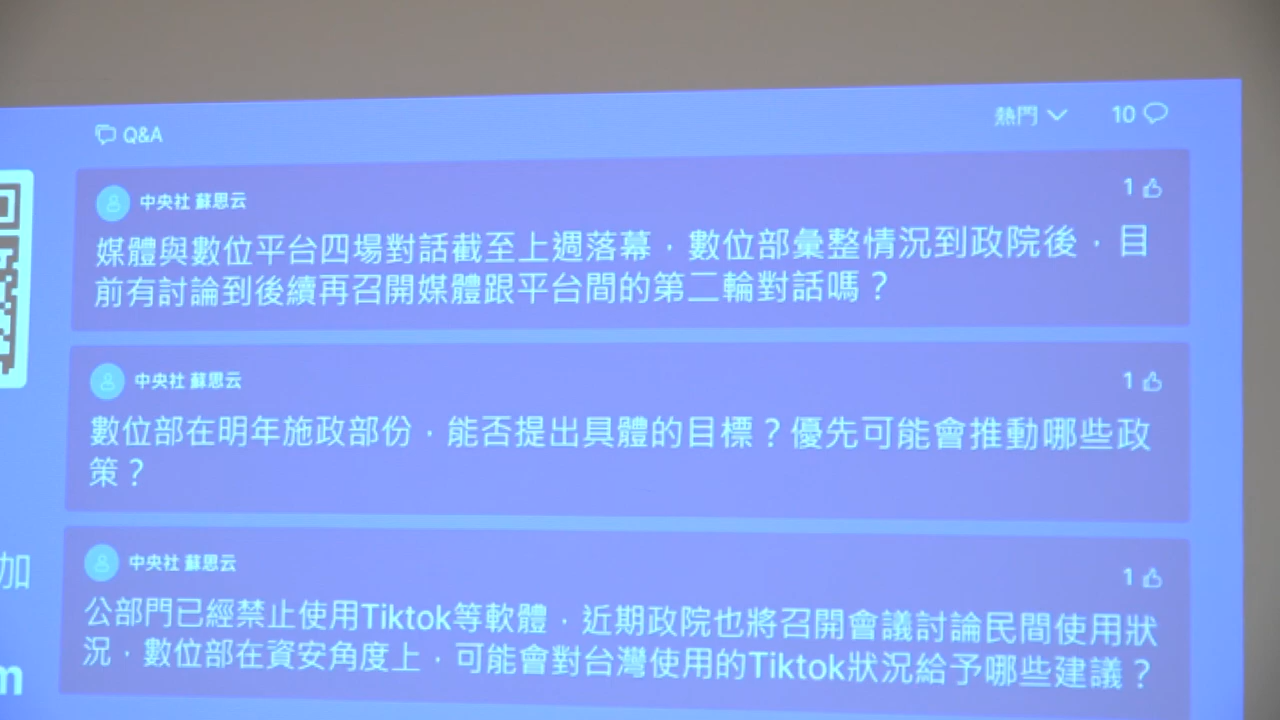 Q&A
熱門
10
中央社 蘇思云
1
媒體與數位平台四場對話截至上週落幕，數位部彙整情況到政院後，目
前有討論到後續再召開媒體跟平台間的第二輪對話嗎？
中央社 蘇思云
1
數位部在明年施政部份，能否提出具體的目標？優先可能會推動哪些政
策？
中央社 蘇思云
1
公部門已經禁止使用Tiktok等軟體，近期政院也將召開會議討論民間使用狀
況，數位部在資安角度上，可能會對台灣使用的Tiktok狀況給予哪些建議？
加
m